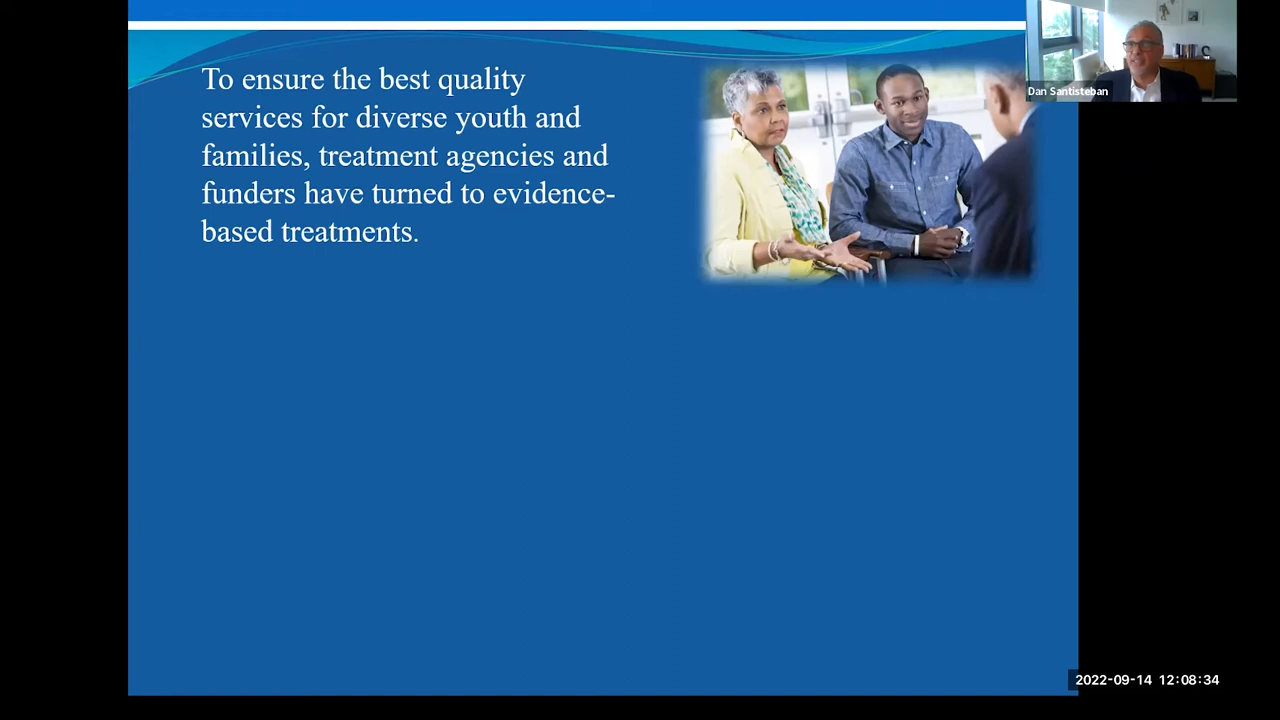 To ensure the best quality
services for diverse youth and
families, treatment agencies and
funders have turned to evidence-
based treatments.
Dan Santisteban
2022-09-14 12:08:34